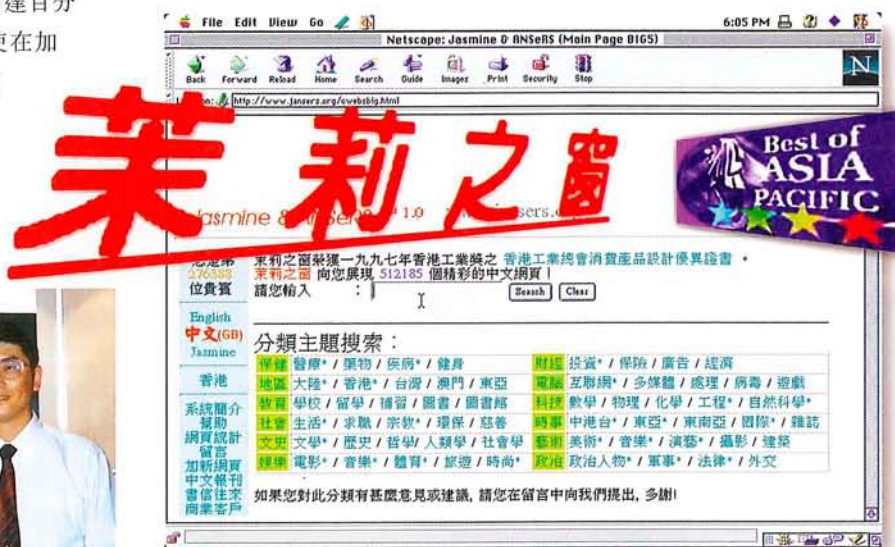 達百分
使在加
File Edit View Go 6:05 PM
Netscape: Jasmine & ANSeRS (Main Page BIG5)
Back Forward Reload Home Search Guide Images Print Security Stop
http://www.jansers.org/cwebsbig.html
茉莉之窗
Best of
ASIA
PACIFIC
Jasmine & 1.0 sers.
276388
位貴賓
茉莉之窗榮獲一九九七年香港工業獎之 香港工業總會消費產品設計優異證書。
茉莉之窗 向您展現 512185 個精彩的中文網頁!
請您輸入 : Search Clear
English
中文(GB)
Jasmine
香港
系統簡介
幫助
網頁統計
留言
加新網頁
中文報刊
書信往來
商業客戶
分類主題搜索:
保健 醫療* / 藥物 / 疾病* / 健身 財經 投資* / 保險 / 廣告 / 經濟
地區 大陸* / 香港* / 台灣 / 澳門 / 東亞 電腦 互聯網* / 多媒體 / 處理 / 病毒 / 遊戲
教育 學校 / 留學 / 補習 / 圖書 / 圖書館 科技 數學 / 物理 / 化學 / 工程* / 自然科學*
社會 生活* / 求職 / 宗教* / 環保 / 慈善 時事 中港台* / 東亞* / 東南亞 / 國際* / 雜誌
文史 文學* / 歷史 / 哲學/ 人類學 / 社會學 藝術 美術* / 音樂* / 演藝* / 攝影 / 建築
娛樂 電影* / 音樂* / 體育* / 旅遊 / 時尚* 政治 政治人物* / 軍事* / 法律* / 外交
如果您對此分類有甚麼意見或建議, 請您在留言中向我們提出, 多謝!